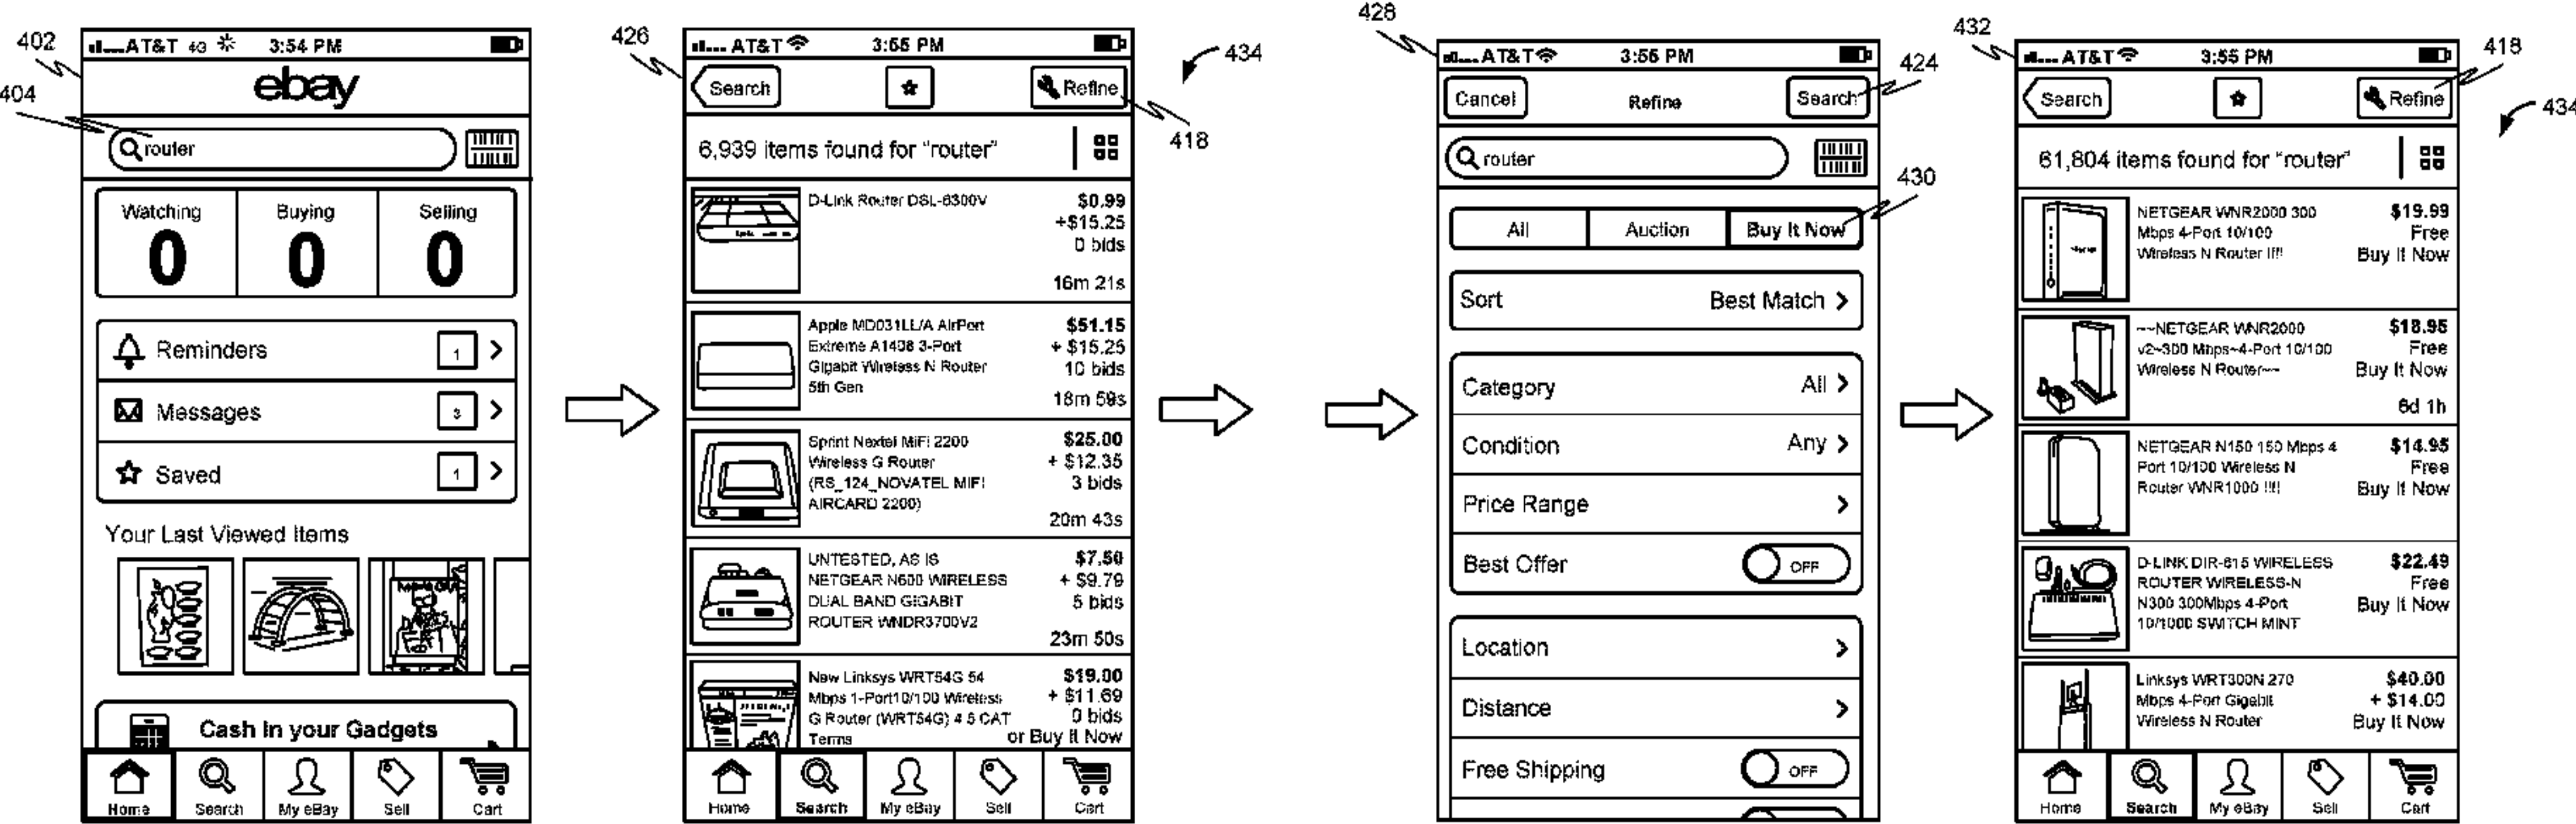 402
404
AT&T 4G 3:54 PM
ebay
router
Watching Buying Selling
0 0 0
Reminders 1
Messages 3
Saved 1
Your Last Viewed Items
Cash in your Gadgets
Home Search My eBay Sell Cart
426
434
418
AT&T 3:55 PM
Search Refine
6,939 items found for "router"
D-Link Router DSL-6300V $0.99
+$15.25
0 bids
16m 21s
Apple MD031LL/A AirPort $51.15
Extreme A1408 3-Port + $15.25
Gigabit Wireless N Router 10 bids
5th Gen 18m 59s
Sprint Nextel MiFi 2200 $25.00
Wireless G Router + $12.35
(RS_124_NOVATEL MIFI 3 bids
AIRCARD 2200)
20m 43s
UNTESTED, AS IS $7.50
NETGEAR N600 WIRELESS + $9.79
DUAL BAND GIGABIT 5 bids
ROUTER WNDR3700V2
23m 50s
New Linksys WRT54G 54 $19.00
Mbps 1-Port10/100 Wireless + $11.69
G Router (WRT54G) 4 5 CAT 0 bids
Terms or Buy It Now
Home Search My eBay Sell Cart
428
424
430
AT&T 3:55 PM
Cancel Refine Search
router
All Auction Buy It Now
Sort Best Match
Category All
Condition Any
Price Range
Best Offer OFF
Location
Distance
Free Shipping OFF
432
418
434
AT&T 3:55 PM
Search Refine
61,804 items found for "router"
NETGEAR WNR2000 300 $19.99
Mbps 4-Port 10/100 Free
Wireless N Router !!!! Buy It Now
~~NETGEAR WNR2000 $18.95
v2~300 Mbps~4-Port 10/100 Free
Wireless N Router~~ Buy It Now
6d 1h
NETGEAR N150 150 Mbps 4 $14.95
Port 10/100 Wireless N Free
Router WNR1000 !!!! Buy It Now
D-LINK DIR-615 WIRELESS $22.49
ROUTER WIRELESS-N Free
N300 300Mbps 4-Port Buy It Now
10/1000 SWITCH MINT
Linksys WRT300N 270 $40.00
Mbps 4-Port Gigabit + $14.00
Wireless N Router Buy It Now
Home Search My eBay Sell Cart